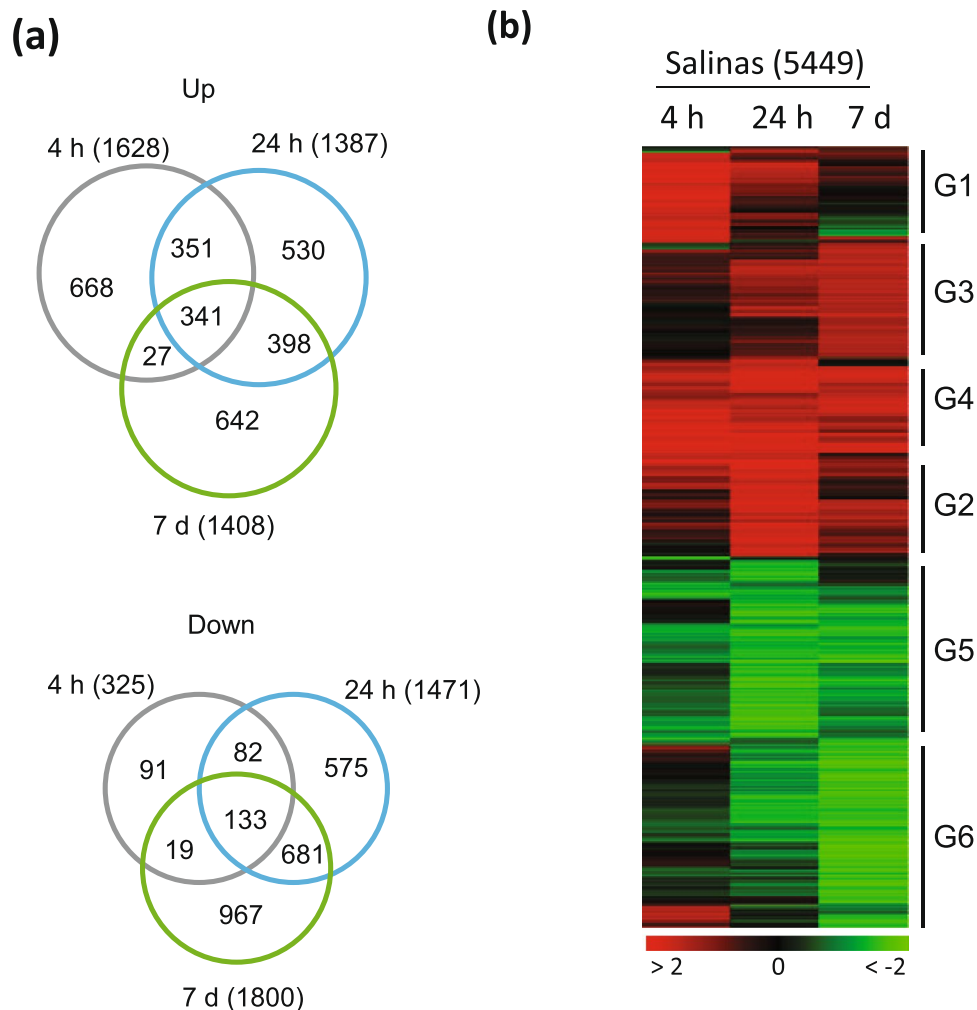 (a)
Up
4 h (1628)
24 h (1387)
351
530
668
341
27
398
642
7 d (1408)
Down
4 h (325)
24 h (1471)
82
91
575
133
19
681
967
7 d (1800)
(b)
Salinas (5449)
4 h 24 h 7 d
G1
G3
G4
G2
G5
G6
> 2 0 < -2